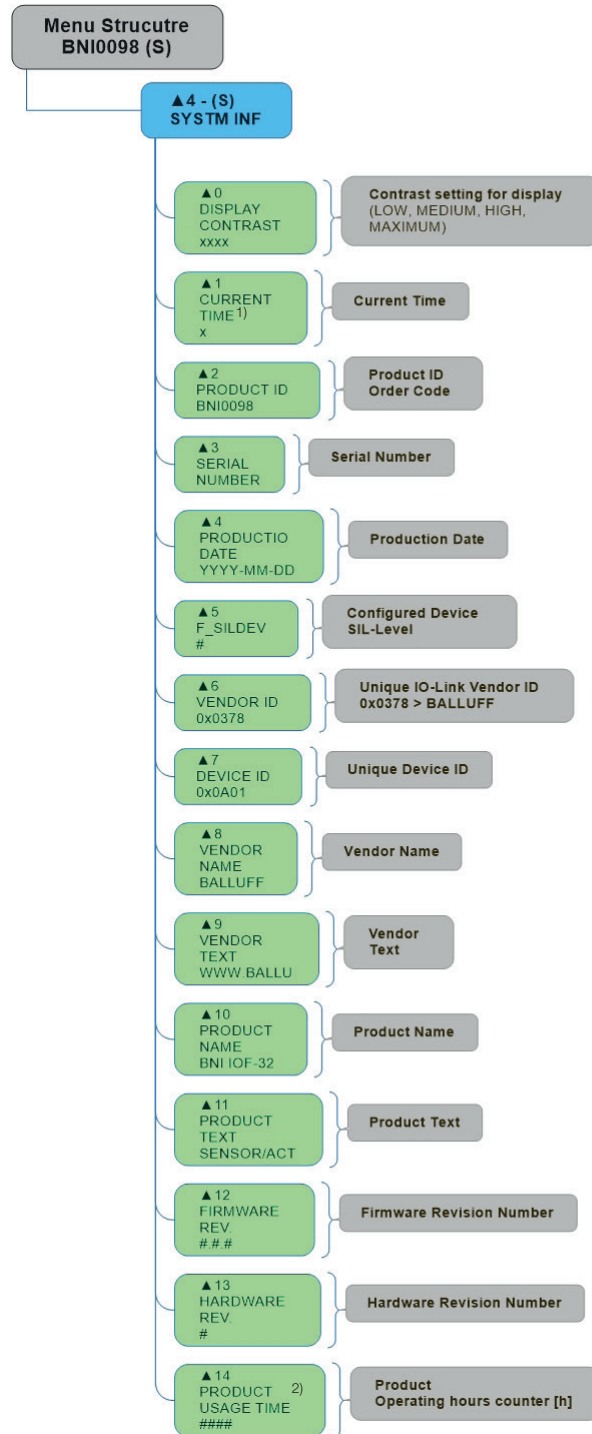 Menu Strucutre
BNI0098 (S)
▲4 - (S)
SYSTM INF
▲0
DISPLAY
CONTRAST
xxxx
Contrast setting for display
(LOW, MEDIUM, HIGH,
MAXIMUM)
▲1
CURRENT
TIME 1)
x
Current Time
▲2
PRODUCT ID
BNI0098
Product ID
Order Code
▲3
SERIAL
NUMBER
Serial Number
▲4
PRODUCTIO
DATE
YYYY-MM-DD
Production Date
▲5
F_SILDEV
#
Configured Device
SIL-Level
▲6
VENDOR ID
0x0378
Unique IO-Link Vendor ID
0x0378 > BALLUFF
▲7
DEVICE ID
0x0A01
Unique Device ID
▲8
VENDOR
NAME
BALLUFF
Vendor Name
▲9
VENDOR
TEXT
WWW.BALLU
Vendor
Text
▲10
PRODUCT
NAME
BNI IOF-32
Product Name
▲11
PRODUCT
TEXT
SENSOR/ACT
Product Text
▲12
FIRMWARE
REV.
#.#.#
Firmware Revision Number
▲13
HARDWARE
REV.
#
Hardware Revision Number
▲14
PRODUCT 2)
USAGE TIME
####
Product
Operating hours counter [h]